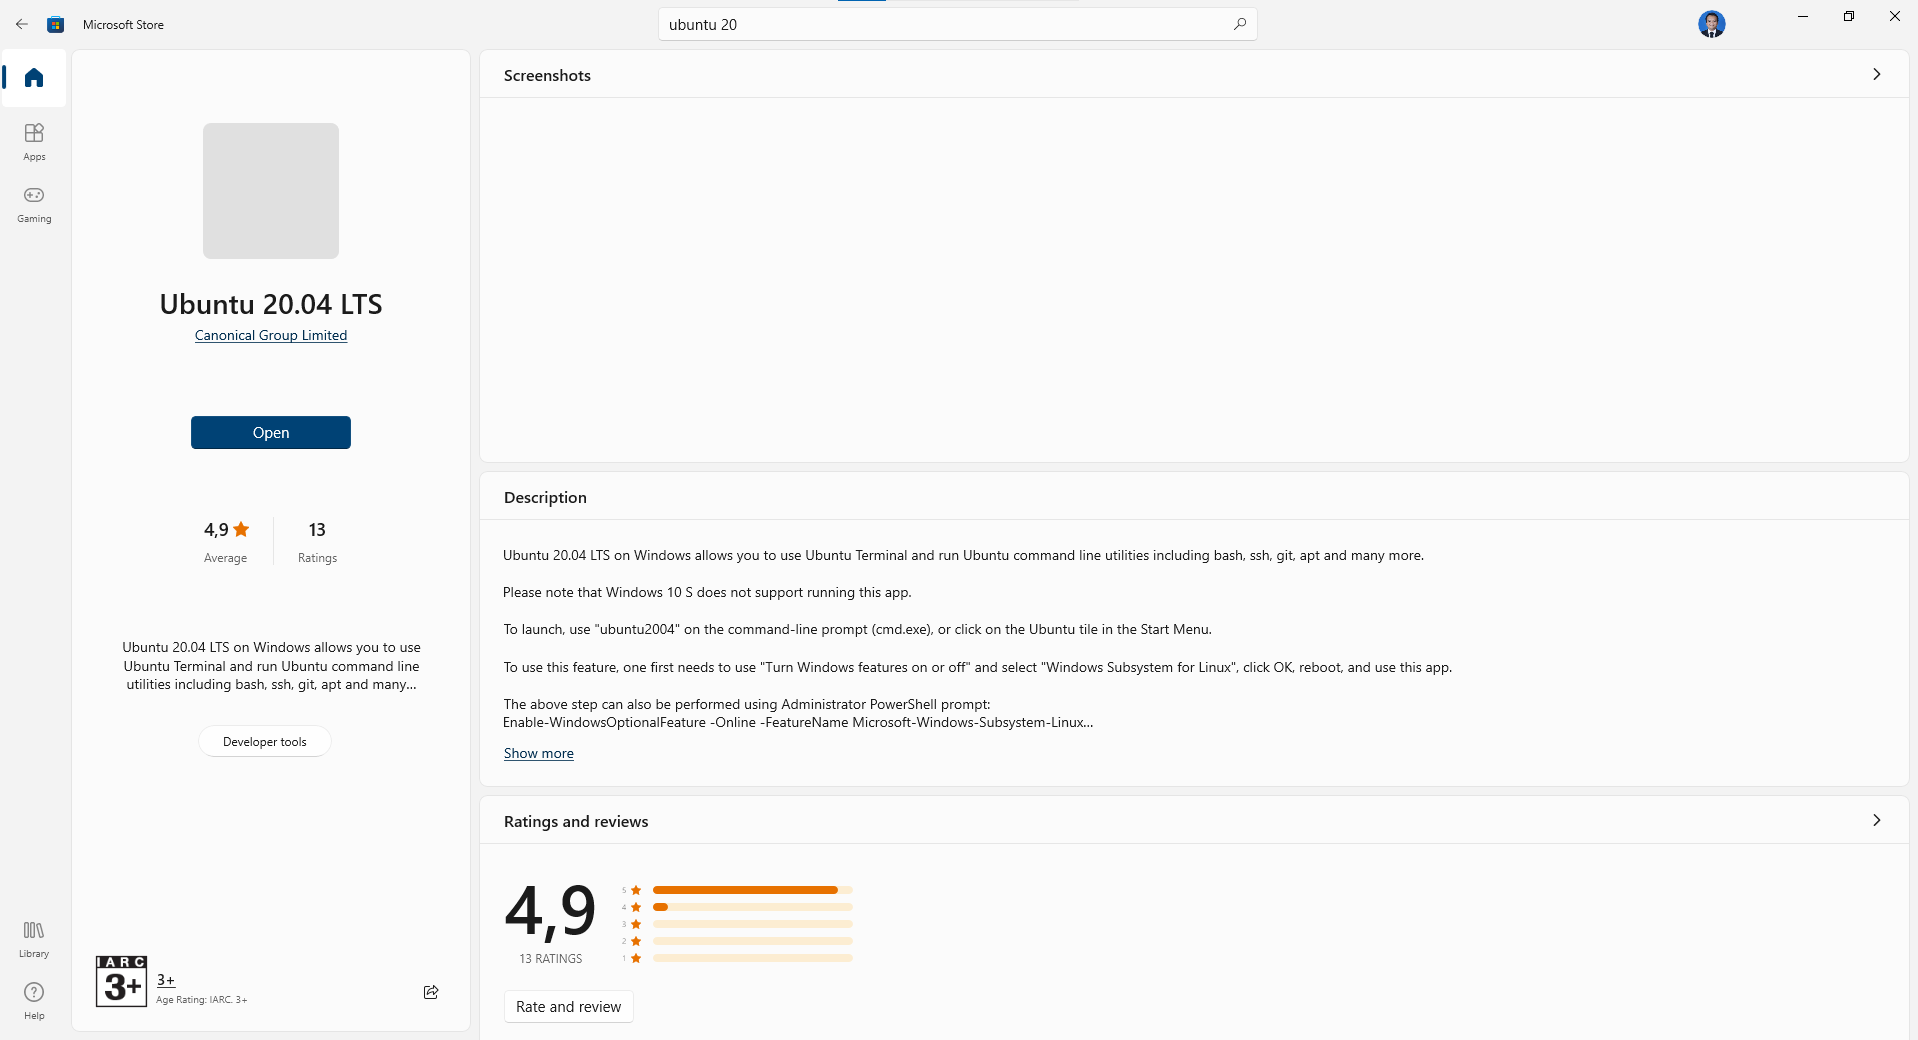 Microsoft Store
ubuntu 20
Apps
Gaming
Library
Help
Ubuntu 20.04 LTS
Canonical Group Limited
Open
4,9
Average
13
Ratings
Ubuntu 20.04 LTS on Windows allows you to use
Ubuntu Terminal and run Ubuntu command line
utilities including bash, ssh, git, apt and many...
Developer tools
IARC
3+
3+
Age Rating: IARC. 3+
Screenshots
Description
Ubuntu 20.04 LTS on Windows allows you to use Ubuntu Terminal and run Ubuntu command line utilities including bash, ssh, git, apt and many more.
Please note that Windows 10 S does not support running this app.
To launch, use "ubuntu2004" on the command-line prompt (cmd.exe), or click on the Ubuntu tile in the Start Menu.
To use this feature, one first needs to use "Turn Windows features on or off" and select "Windows Subsystem for Linux", click OK, reboot, and use this app.
The above step can also be performed using Administrator PowerShell prompt:
Enable-WindowsOptionalFeature -Online -FeatureName Microsoft-Windows-Subsystem-Linux...
Show more
Ratings and reviews
4,9
13 RATINGS
5
4
3
2
1
Rate and review